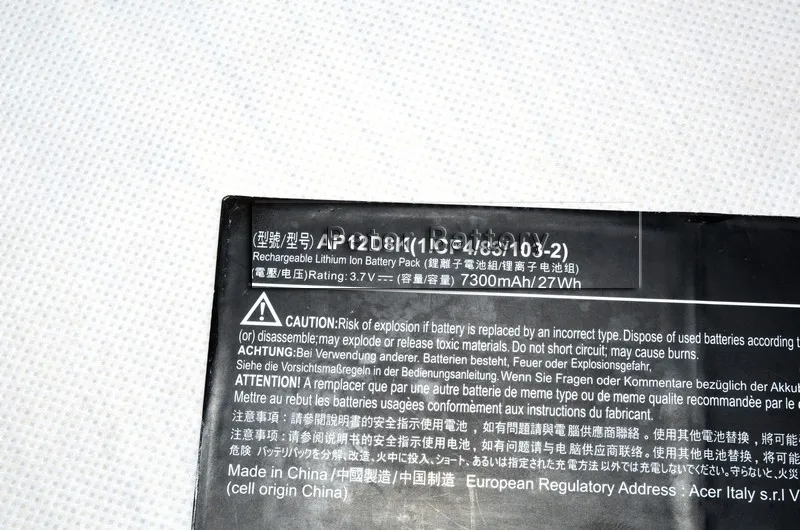 Peter Battery
(型號/型号) AP12D8K(1ICP4/83/103-2)
Rechargeable Lithium Ion Battery Pack (鋰離子電池組/锂离子电池组)
(電壓/电压)Rating: 3.7V⎓ (容量/容量) 7300mAh/27Wh
CAUTION:Risk of explosion if battery is replaced by an incorrect type. Dispose of used batteries according t
(or) disassemble;may explode or release toxic materials. Do not short circuit; may cause burns.
ACHTUNG:Bei Verwendung anderer. Batterien besteht, Feuer oder Explosionsgefahr,
Siehe die Vorsichtsmaßregeln in der Bedienungsanleitung. Wenn Sie Fragen oder Kommentare bezüglich der Akku
ATTENTION! A remplacer que par une autre batterie de meme type ou de meme qualite recommandée par le
Mettre au rebut les batteries usagées conformèment aux instructions du fabricant.
注意事項：請參閱說明書的安全指示使用電池，如有問題請與電腦供應商聯絡。使用其他電池替換，將可能
注意事项：请参阅说明书的安全指示使用电池，如有问题请与电脑供应商联络。使用其他电池替换，将可能
危険 バッテリパックを分解、改造、火中に投入、ショート、あるいは指定された充電方法以外では充電しないでください。守らないと、火災
Made in China /中國製造/中国制造 European Regulatory Address : Acer Italy s.r.l V
(cell origin China)